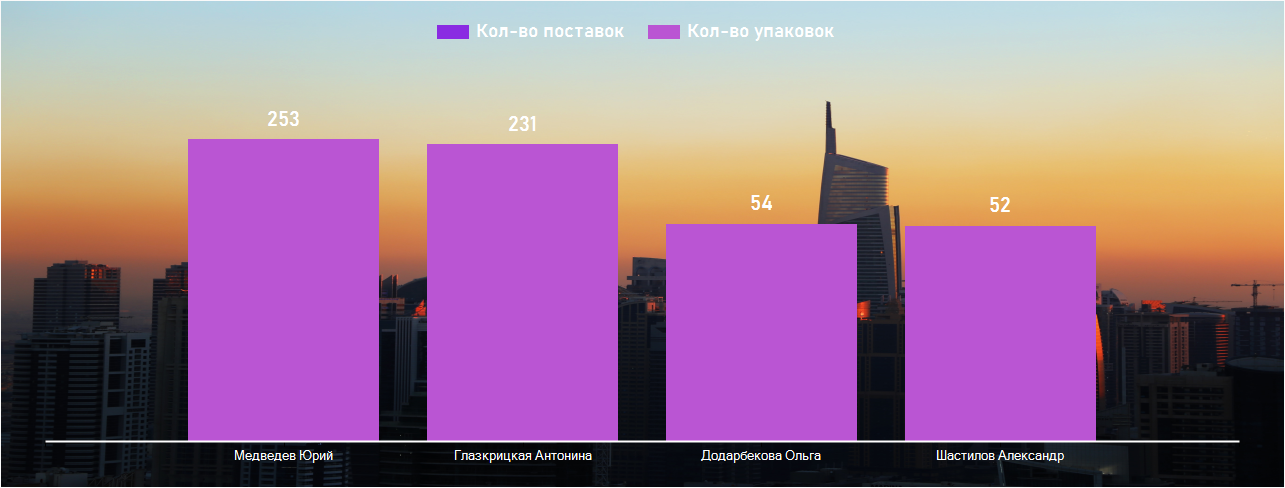 Кол-во поставок Кол-во упаковок
253
231
54
52
Медведев Юрий
Глазкрицкая Антонина
Додарбекова Ольга
Шастилов Александр